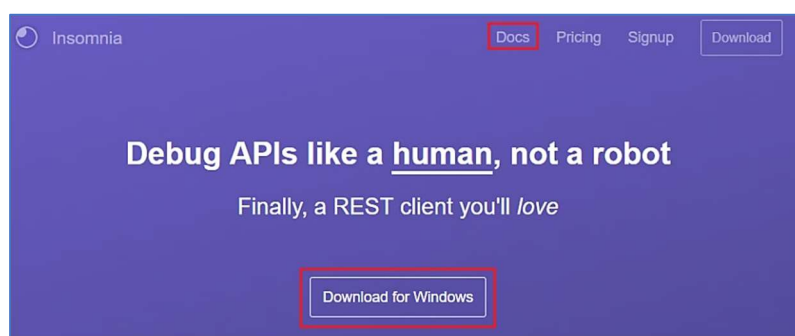 Insomnia Docs Pricing Signup Download
Debug APIs like a human, not a robot
Finally, a REST client you'll love
Download for Windows